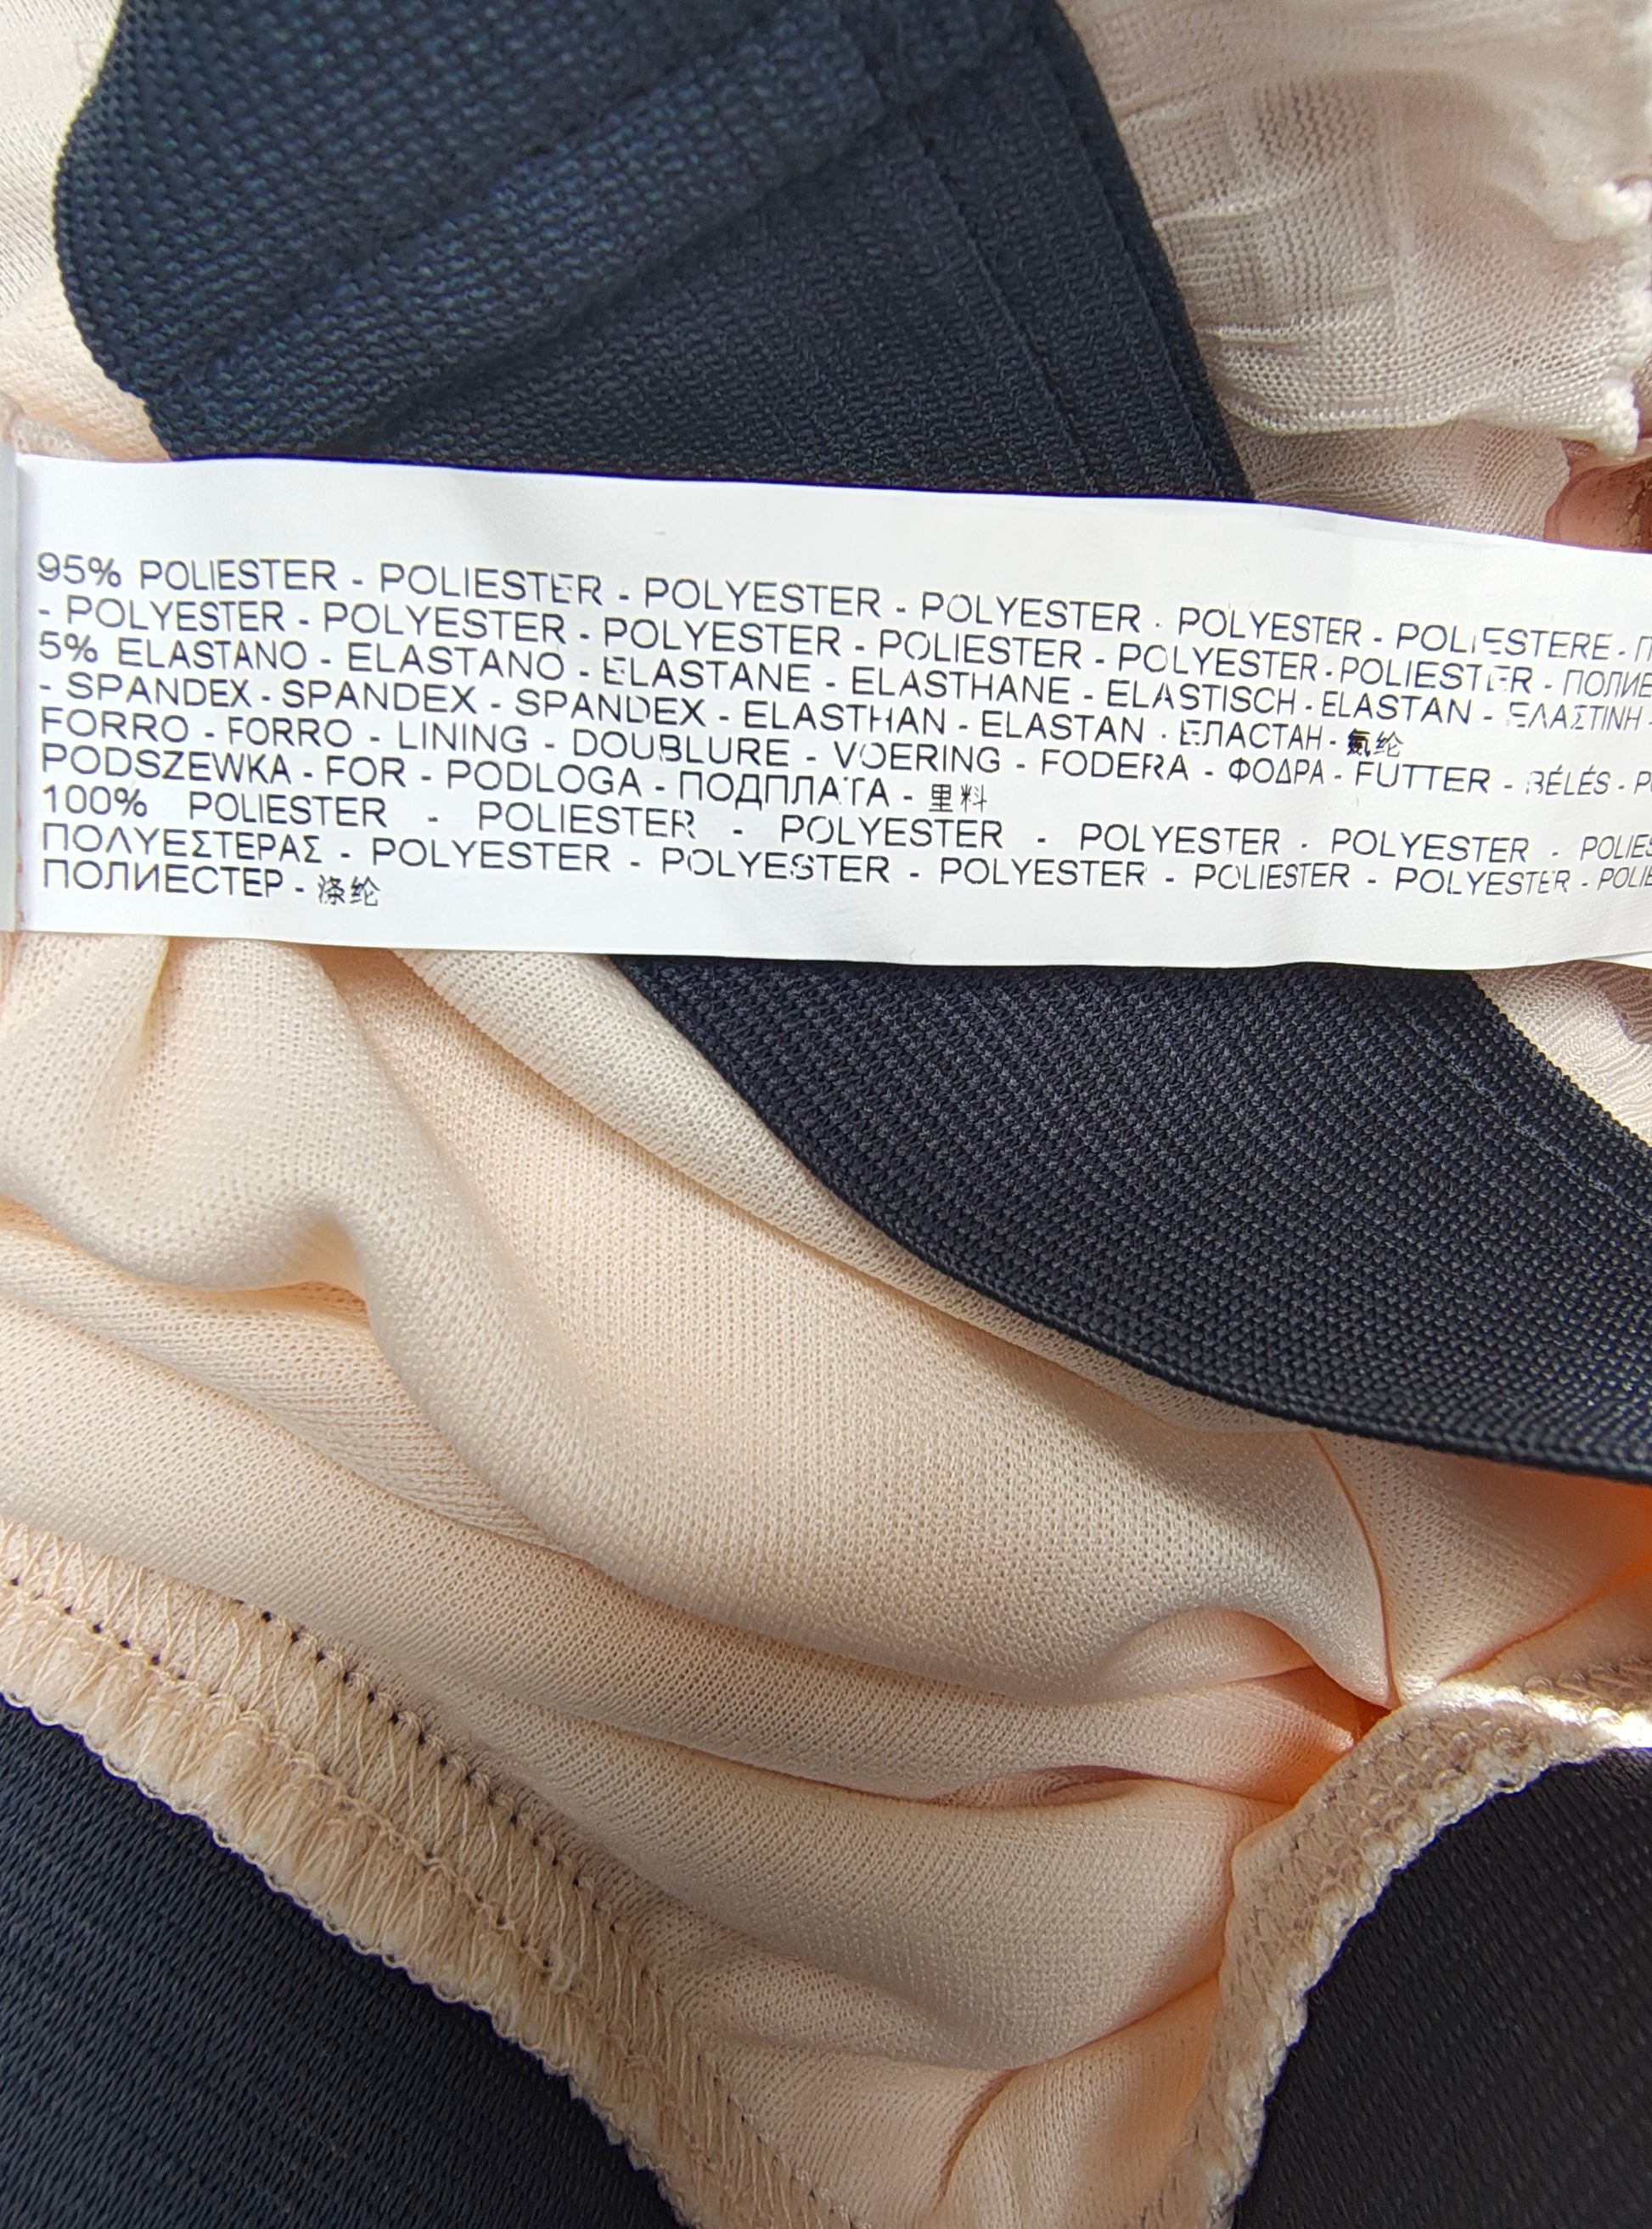 95% POLIESTER - POLIESTER - POLYESTER - POLYESTER - POLYESTER - POLIESTERE -
- POLYESTER - POLYESTER - POLYESTER - POLIESTER - POLYESTER - POLIESTER -
5% ELASTANO - ELASTANO - ELASTANE - ELASTHANE - ELASTISCH - ELASTAN - ΕΛΑΣΤΙΝΗ
- SPANDEX - SPANDEX - SPANDEX - ELASTHAN - ELASTAN - ЕЛАСТАН - 氨纶
FORRO - FORRO - LINING - DOUBLURE - VOERING - FODERA - ΦΟΔΡΑ - FUTTER - BÉLÉS -
PODSZEWKA - FOR - PODLOGA - ПОДПЛАТА - 里料
100% POLIESTER - POLIESTER - POLYESTER - POLYESTER - POLYESTER -
ΠΟΛΥΕΣΤΕΡΑΣ - POLYESTER - POLYESTER - POLYESTER - POLIESTER - POLYESTER -
ПОЛИЕСТЕР - 涤纶